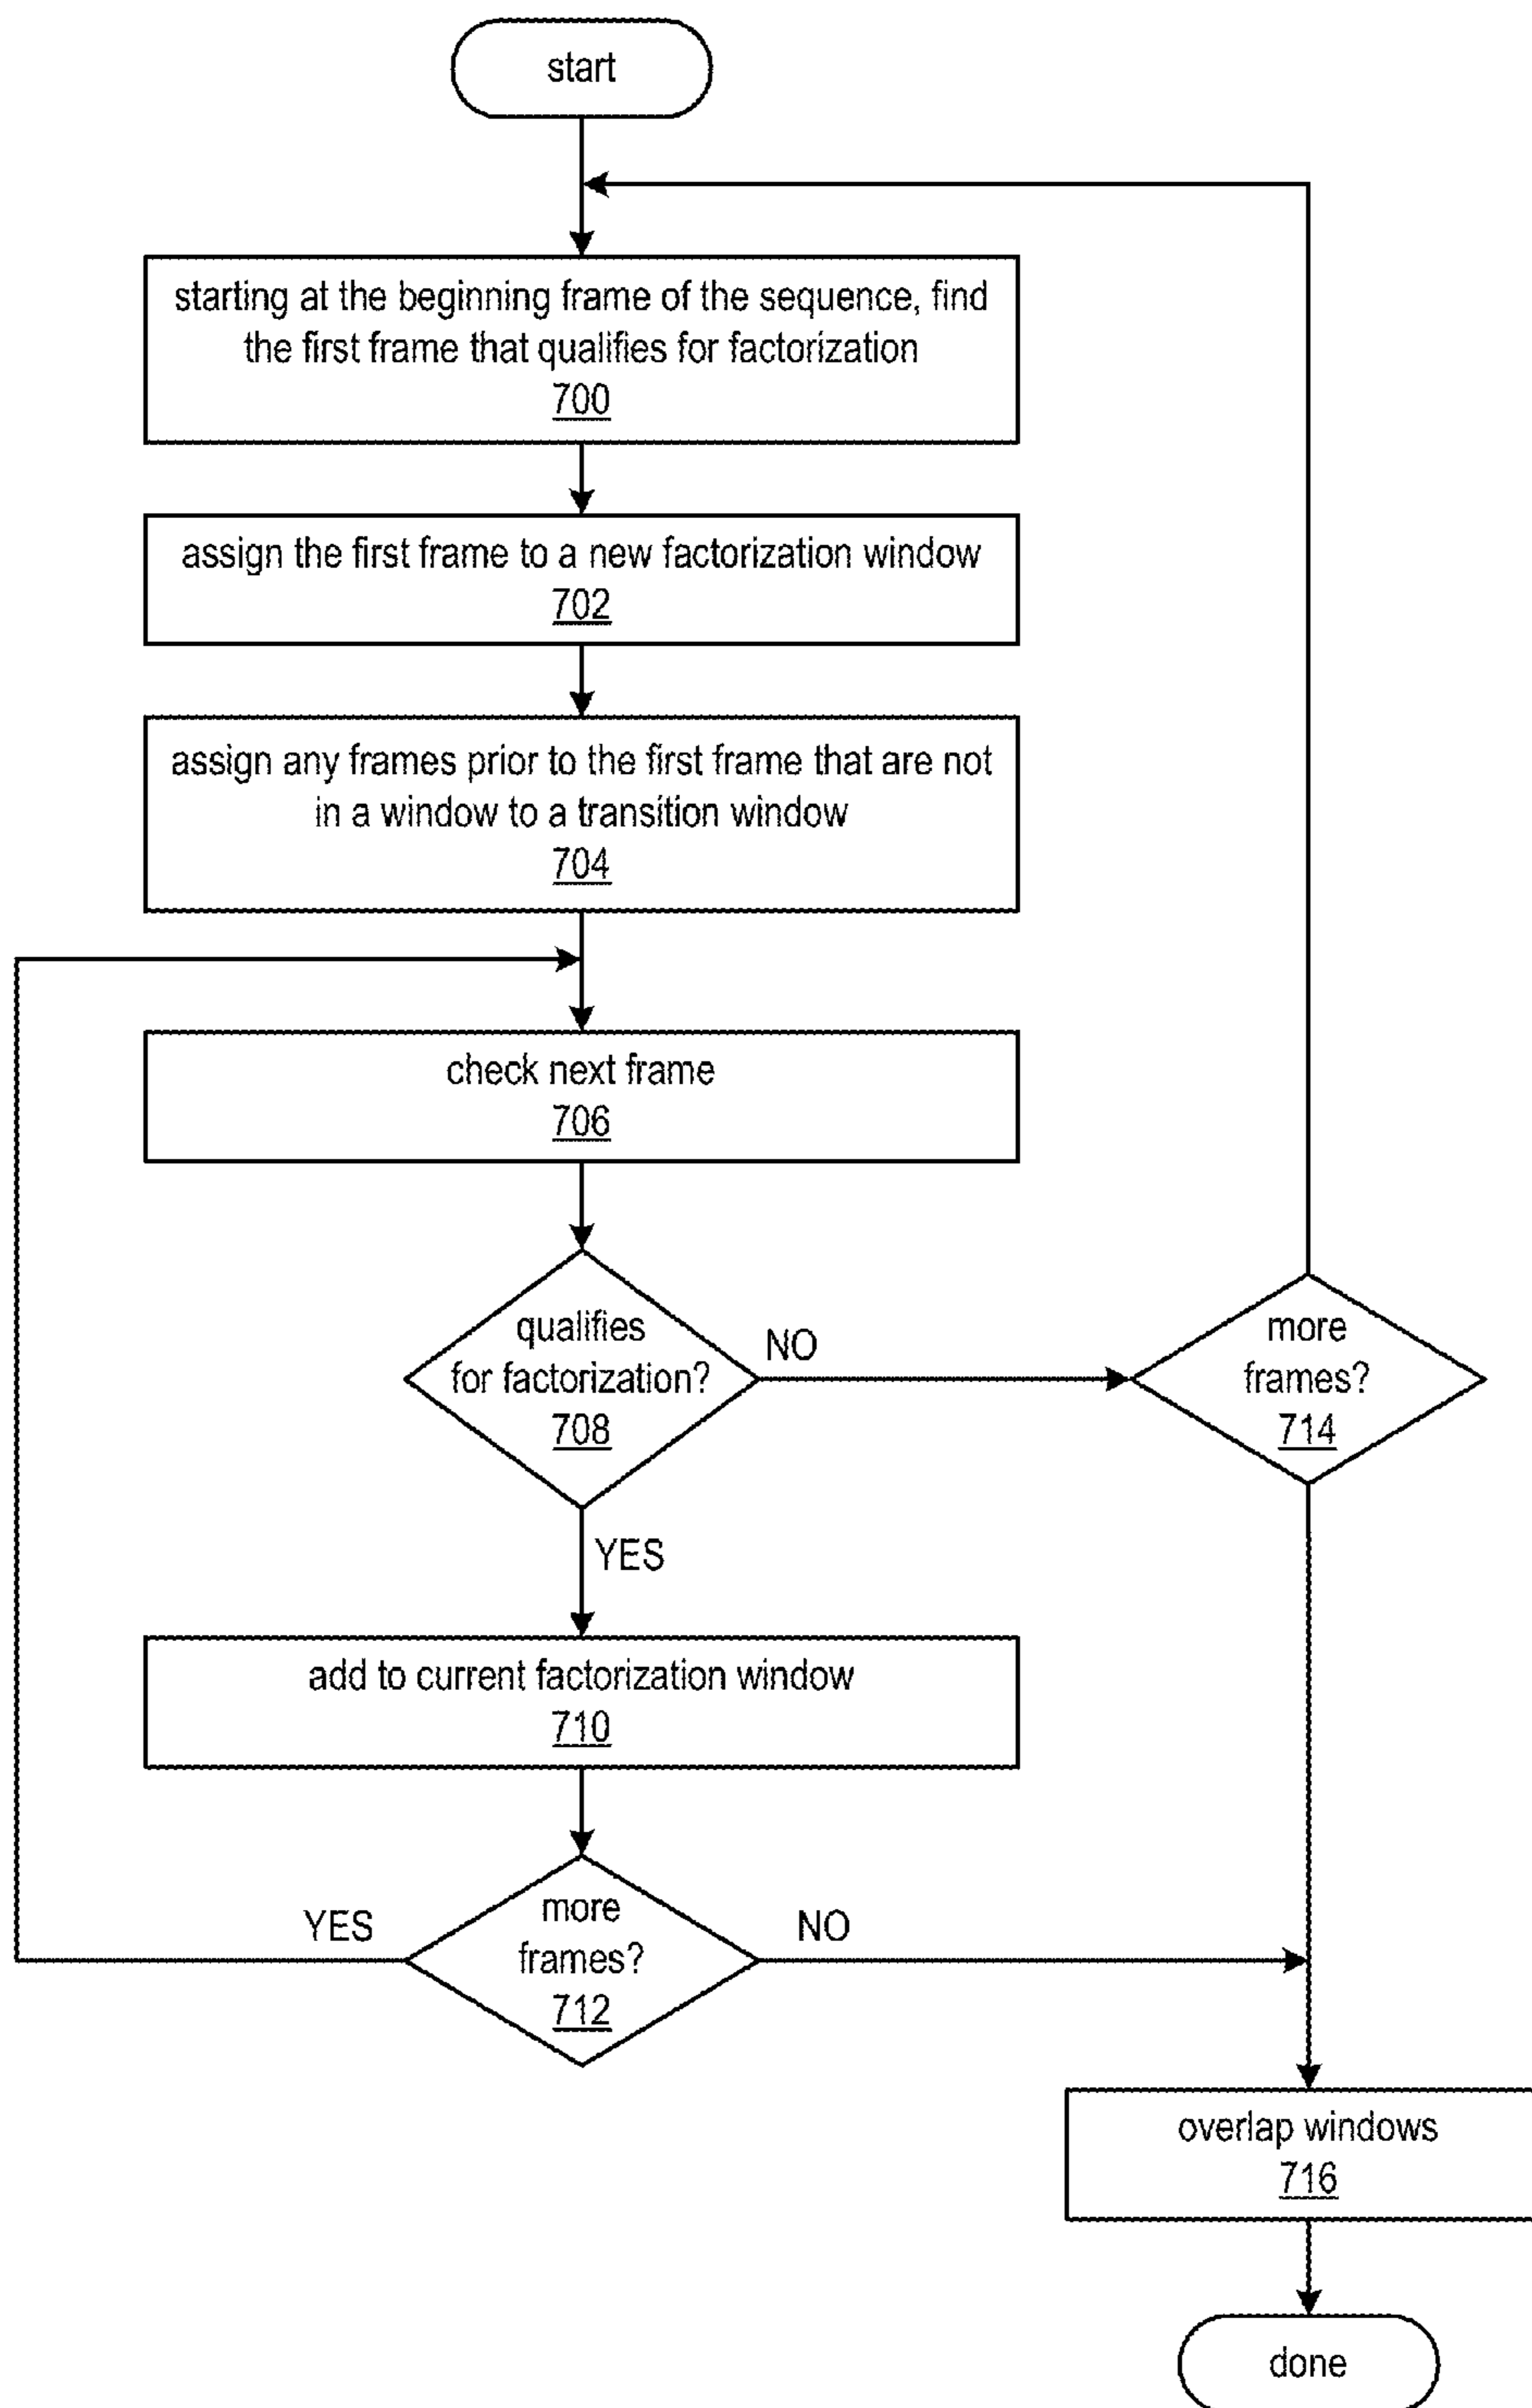 start
starting at the beginning frame of the sequence, find
the first frame that qualifies for factorization
700
assign the first frame to a new factorization window
702
assign any frames prior to the first frame that are not
in a window to a transition window
704
check next frame
706
qualifies
for factorization?
708
NO
more
frames?
714
YES
add to current factorization window
710
YES
more
frames?
712
NO
overlap windows
716
done